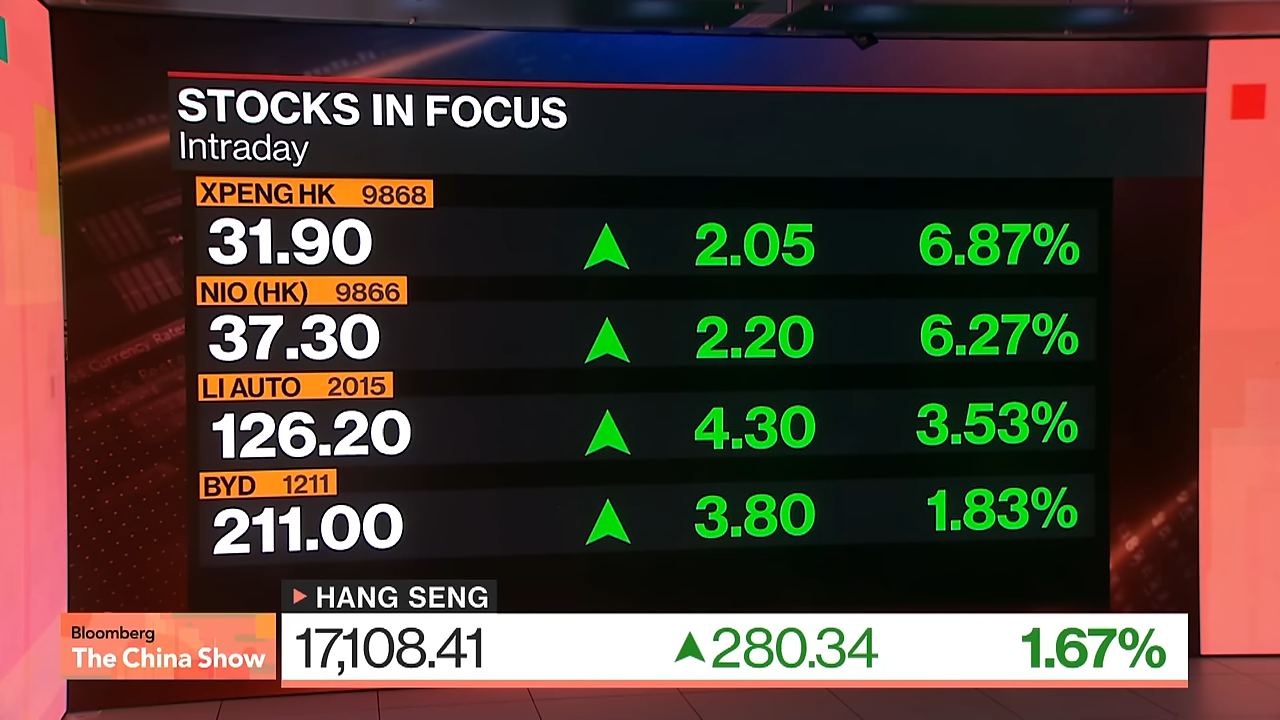 STOCKS IN FOCUS
Intraday
XPENG HK 9868
31.90 ▲ 2.05 6.87%
NIO (HK) 9866
37.30 ▲ 2.20 6.27%
LI AUTO 2015
126.20 ▲ 4.30 3.53%
BYD 1211
211.00 ▲ 3.80 1.83%
HANG SENG
Bloomberg
The China Show
17,108.41 ▲280.34 1.67%